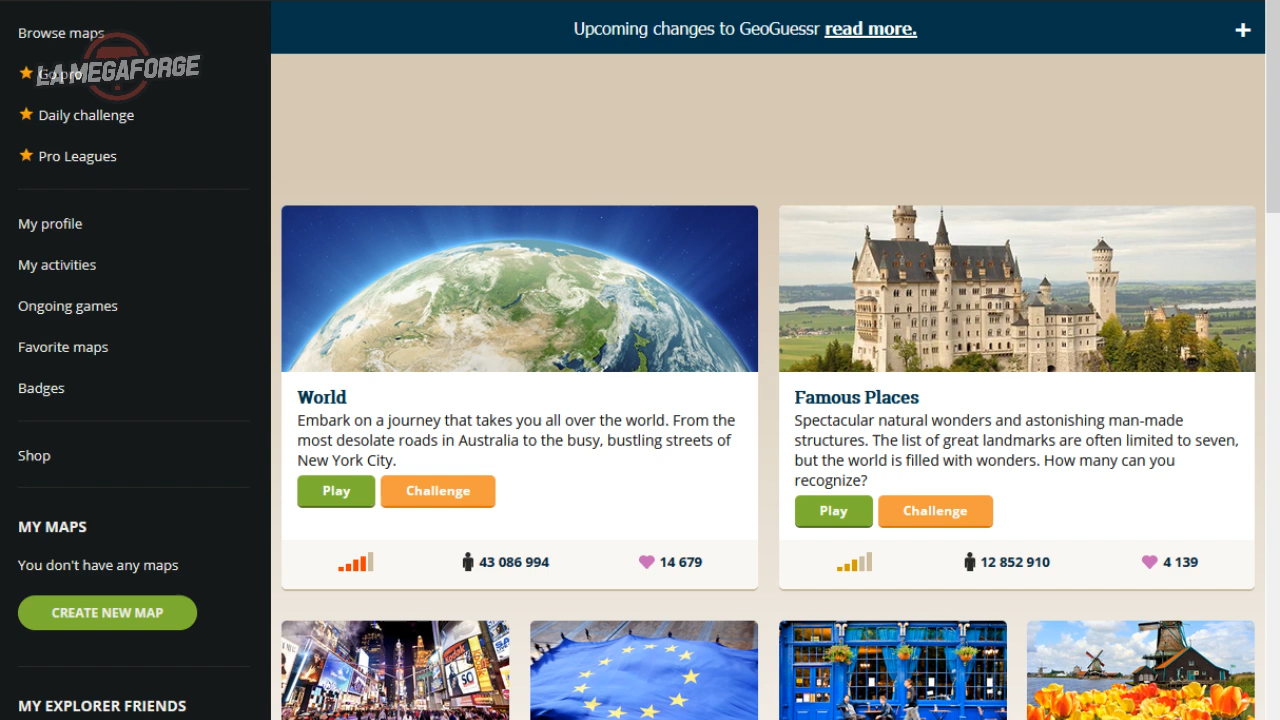 Browse maps
LA MEGAFORGE
Go pro
Daily challenge
Pro Leagues
My profile
My activities
Ongoing games
Favorite maps
Badges
Shop
MY MAPS
You don't have any maps
CREATE NEW MAP
MY EXPLORER FRIENDS
Upcoming changes to GeoGuessr read more.
World
Embark on a journey that takes you all over the world. From the
most desolate roads in Australia to the busy, bustling streets of
New York City.
Play Challenge
43 086 994 14 679
Famous Places
Spectacular natural wonders and astonishing man-made
structures. The list of great landmarks are often limited to seven,
but the world is filled with wonders. How many can you
recognize?
Play Challenge
12 852 910 4 139